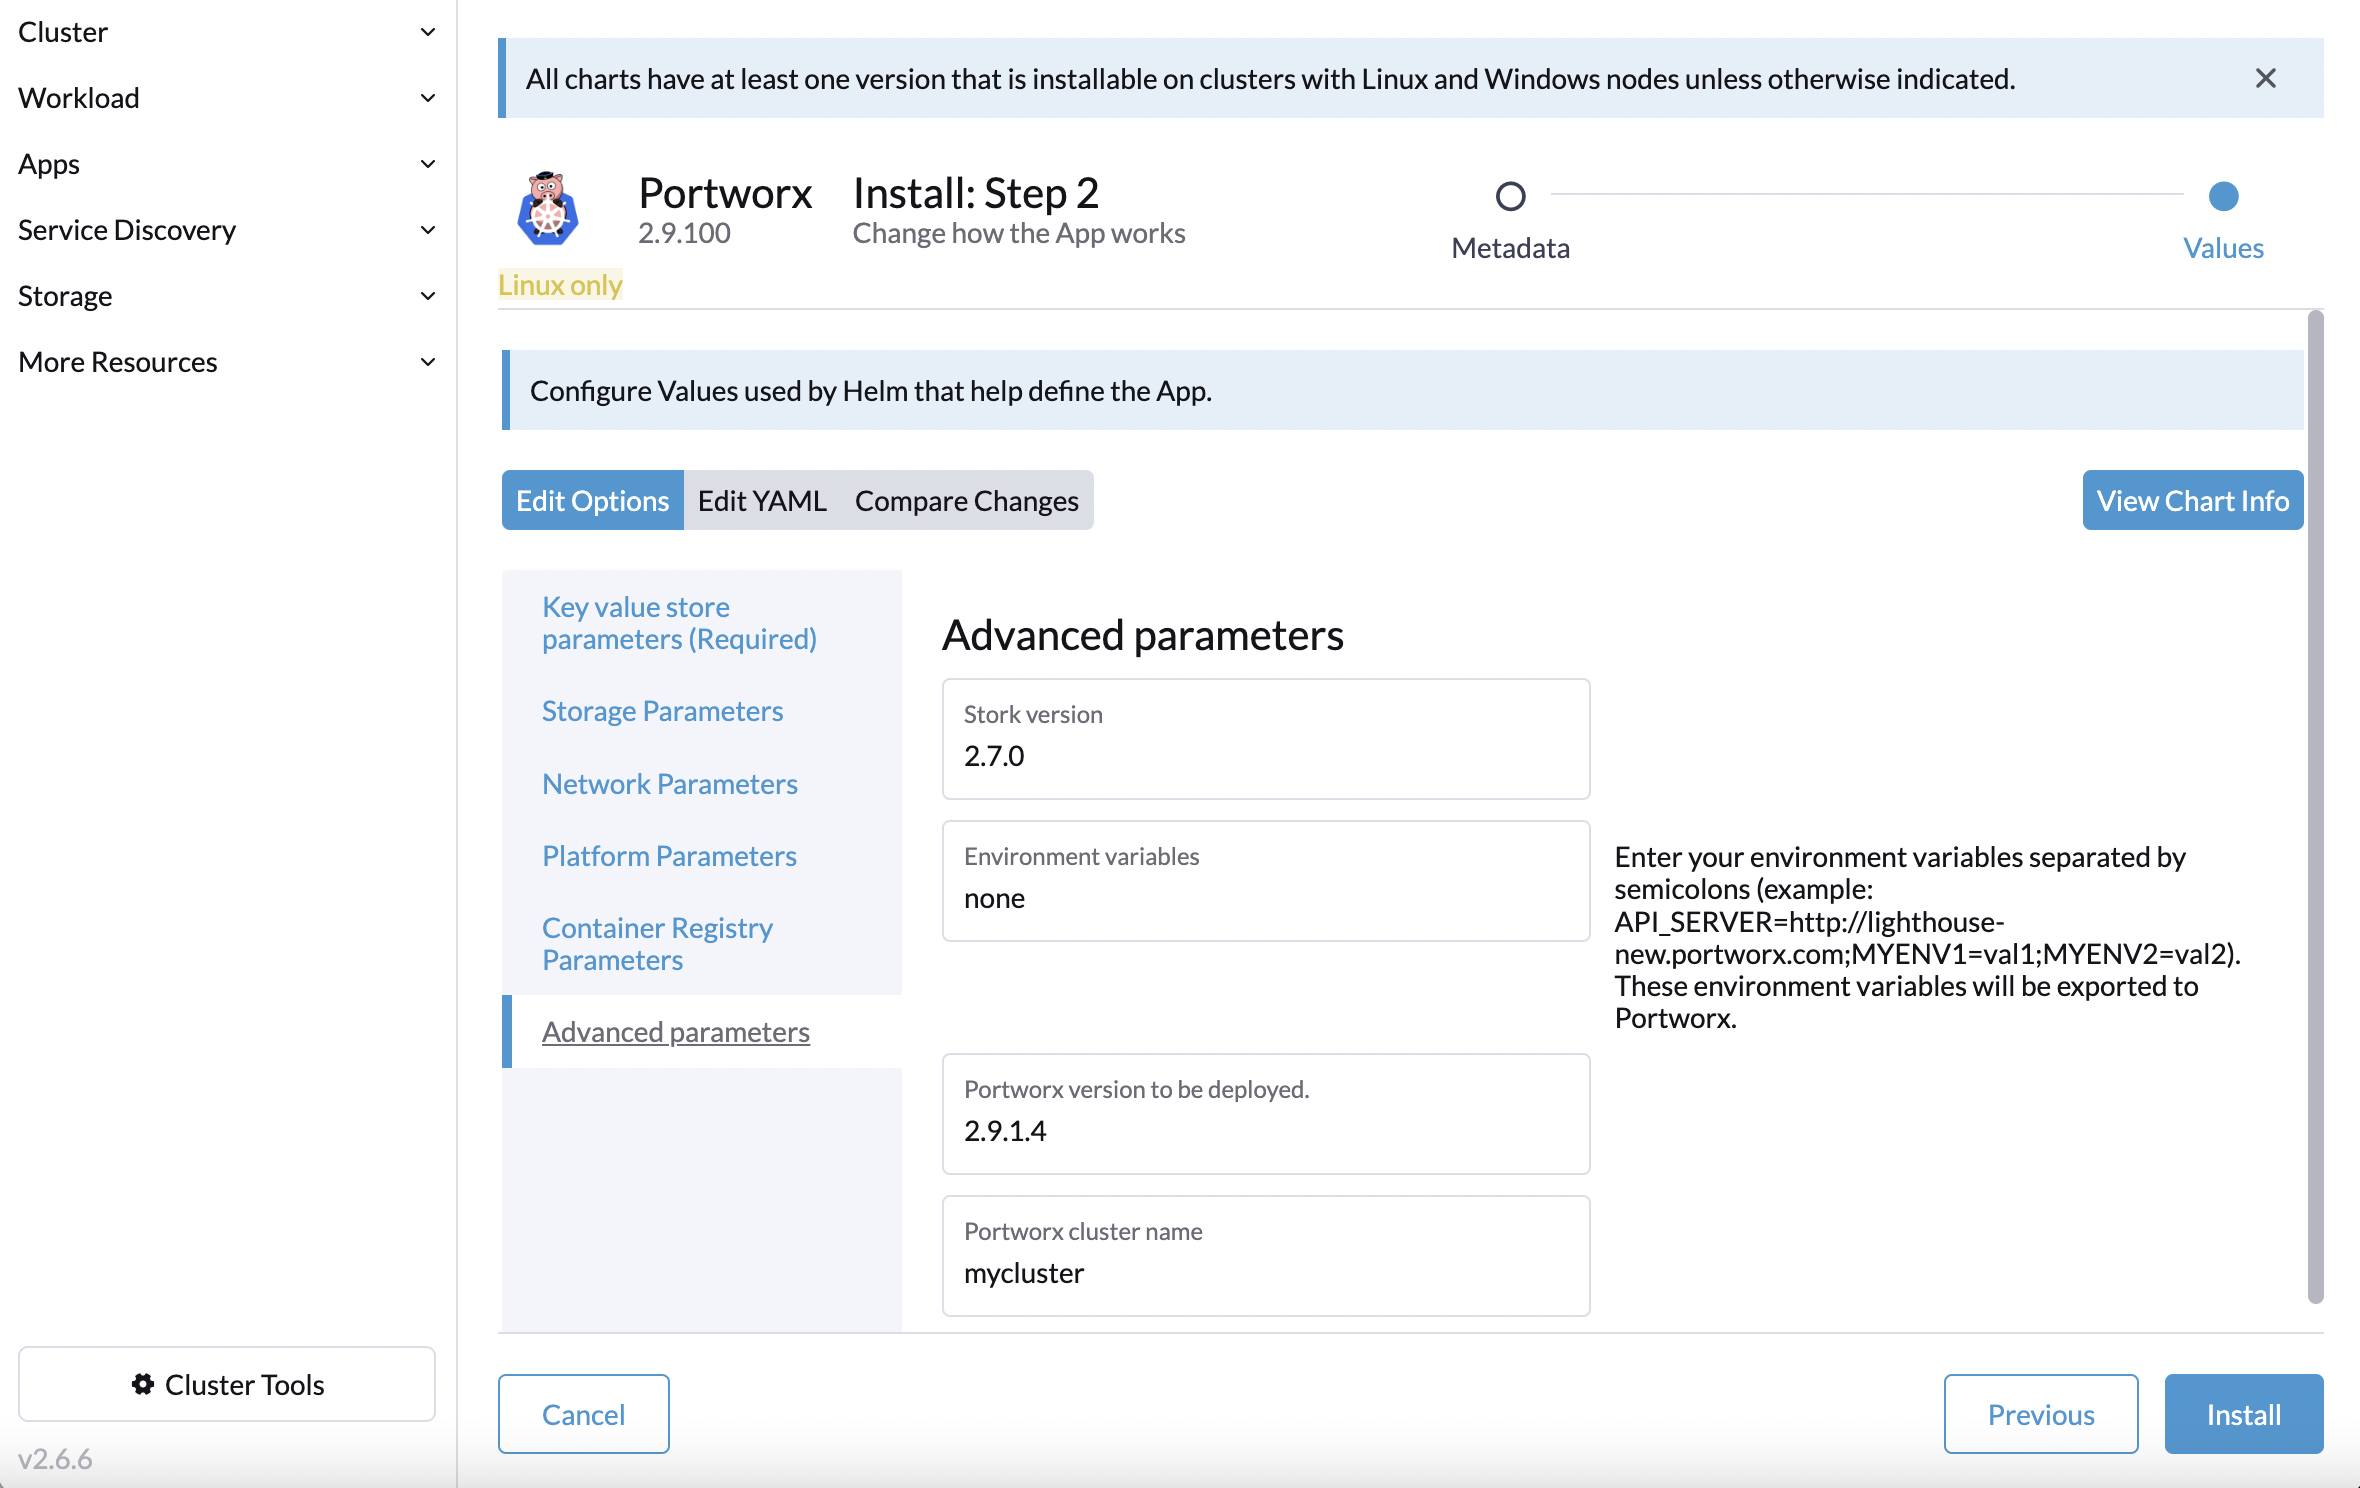 Cluster
Workload
Apps
Service Discovery
Storage
More Resources
Cluster Tools
v2.6.6
All charts have at least one version that is installable on clusters with Linux and Windows nodes unless otherwise indicated.
Portworx
2.9.100
Install: Step 2
Change how the App works
Metadata
Values
Linux only
Configure Values used by Helm that help define the App.
Edit Options
Edit YAML
Compare Changes
View Chart Info
Key value store
parameters (Required)
Storage Parameters
Network Parameters
Platform Parameters
Container Registry
Parameters
Advanced parameters
Advanced parameters
Stork version
2.7.0
Environment variables
none
Enter your environment variables separated by
semicolons (example:
API_SERVER=http://lighthouse-
new.portworx.com;MYENV1=val1;MYENV2=val2).
These environment variables will be exported to
Portworx.
Portworx version to be deployed.
2.9.1.4
Portworx cluster name
mycluster
Cancel
Previous
Install